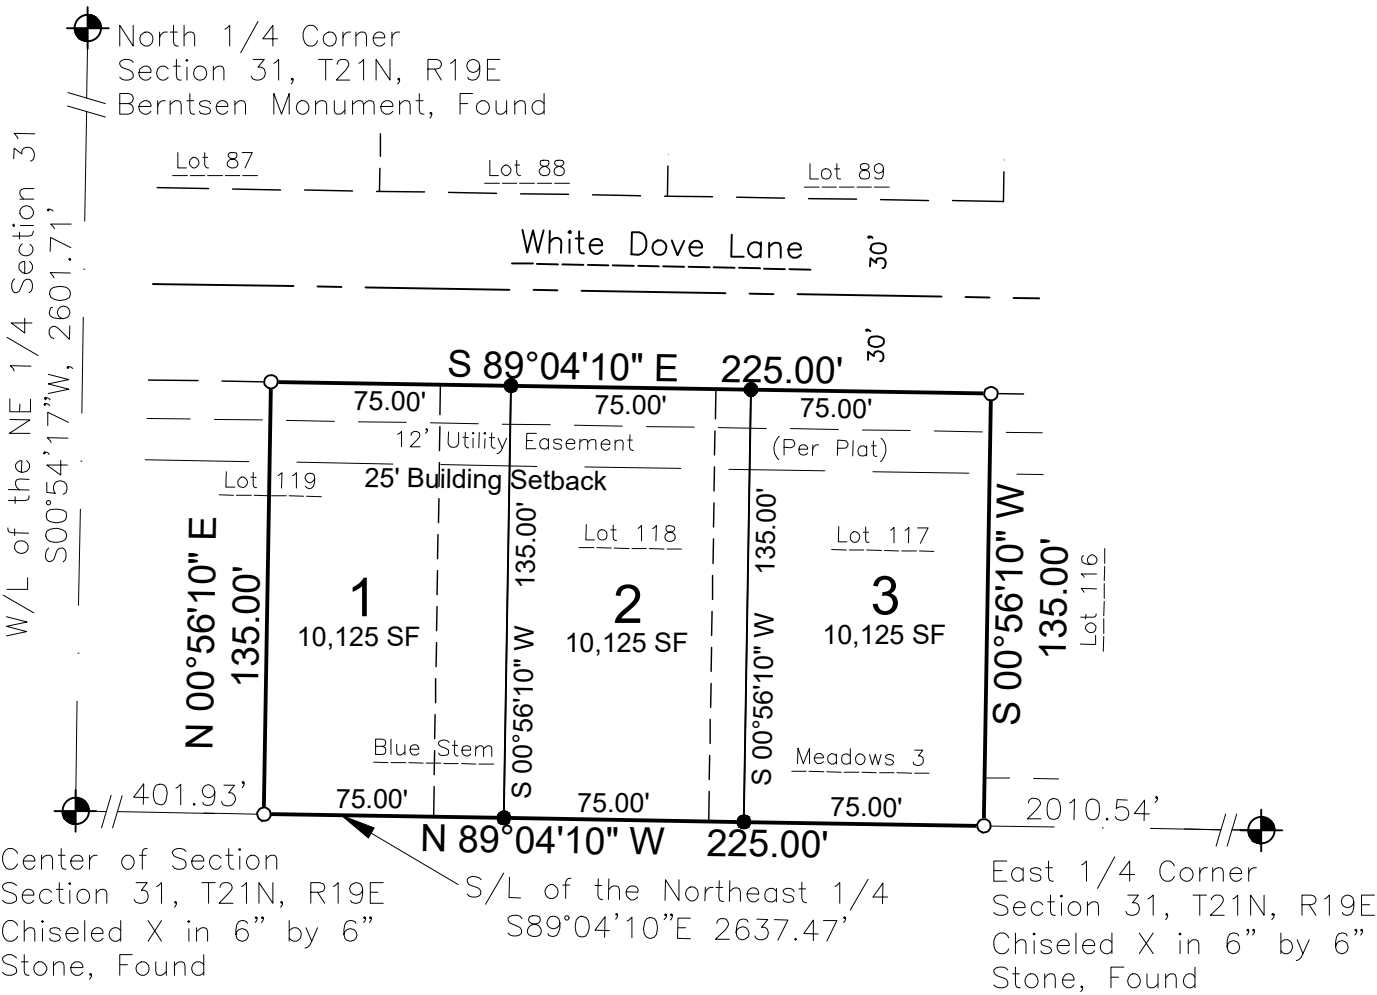 North 1/4 Corner
Section 31, T21N, R19E
Berntsen Monument, Found
W/L of the NE 1/4 Section 31
S00°54'17"W, 2601.71'
Lot 87
Lot 88
Lot 89
White Dove Lane
30'
30'
S 89°04'10" E 225.00'
75.00'
75.00'
75.00'
12' Utility Easement
(Per Plat)
25' Building Setback
Lot 119
Lot 118
Lot 117
Lot 116
N 00°56'10" E
135.00'
1
10,125 SF
S 00°56'10" W 135.00'
2
10,125 SF
S 00°56'10" W 135.00'
3
10,125 SF
S 00°56'10" W
135.00'
Blue Stem
Meadows 3
401.93'
75.00'
75.00'
75.00'
2010.54'
N 89°04'10" W 225.00'
S/L of the Northeast 1/4
S89°04'10"E 2637.47'
Center of Section
Section 31, T21N, R19E
Chiseled X in 6" by 6"
Stone, Found
East 1/4 Corner
Section 31, T21N, R19E
Chiseled X in 6" by 6"
Stone, Found